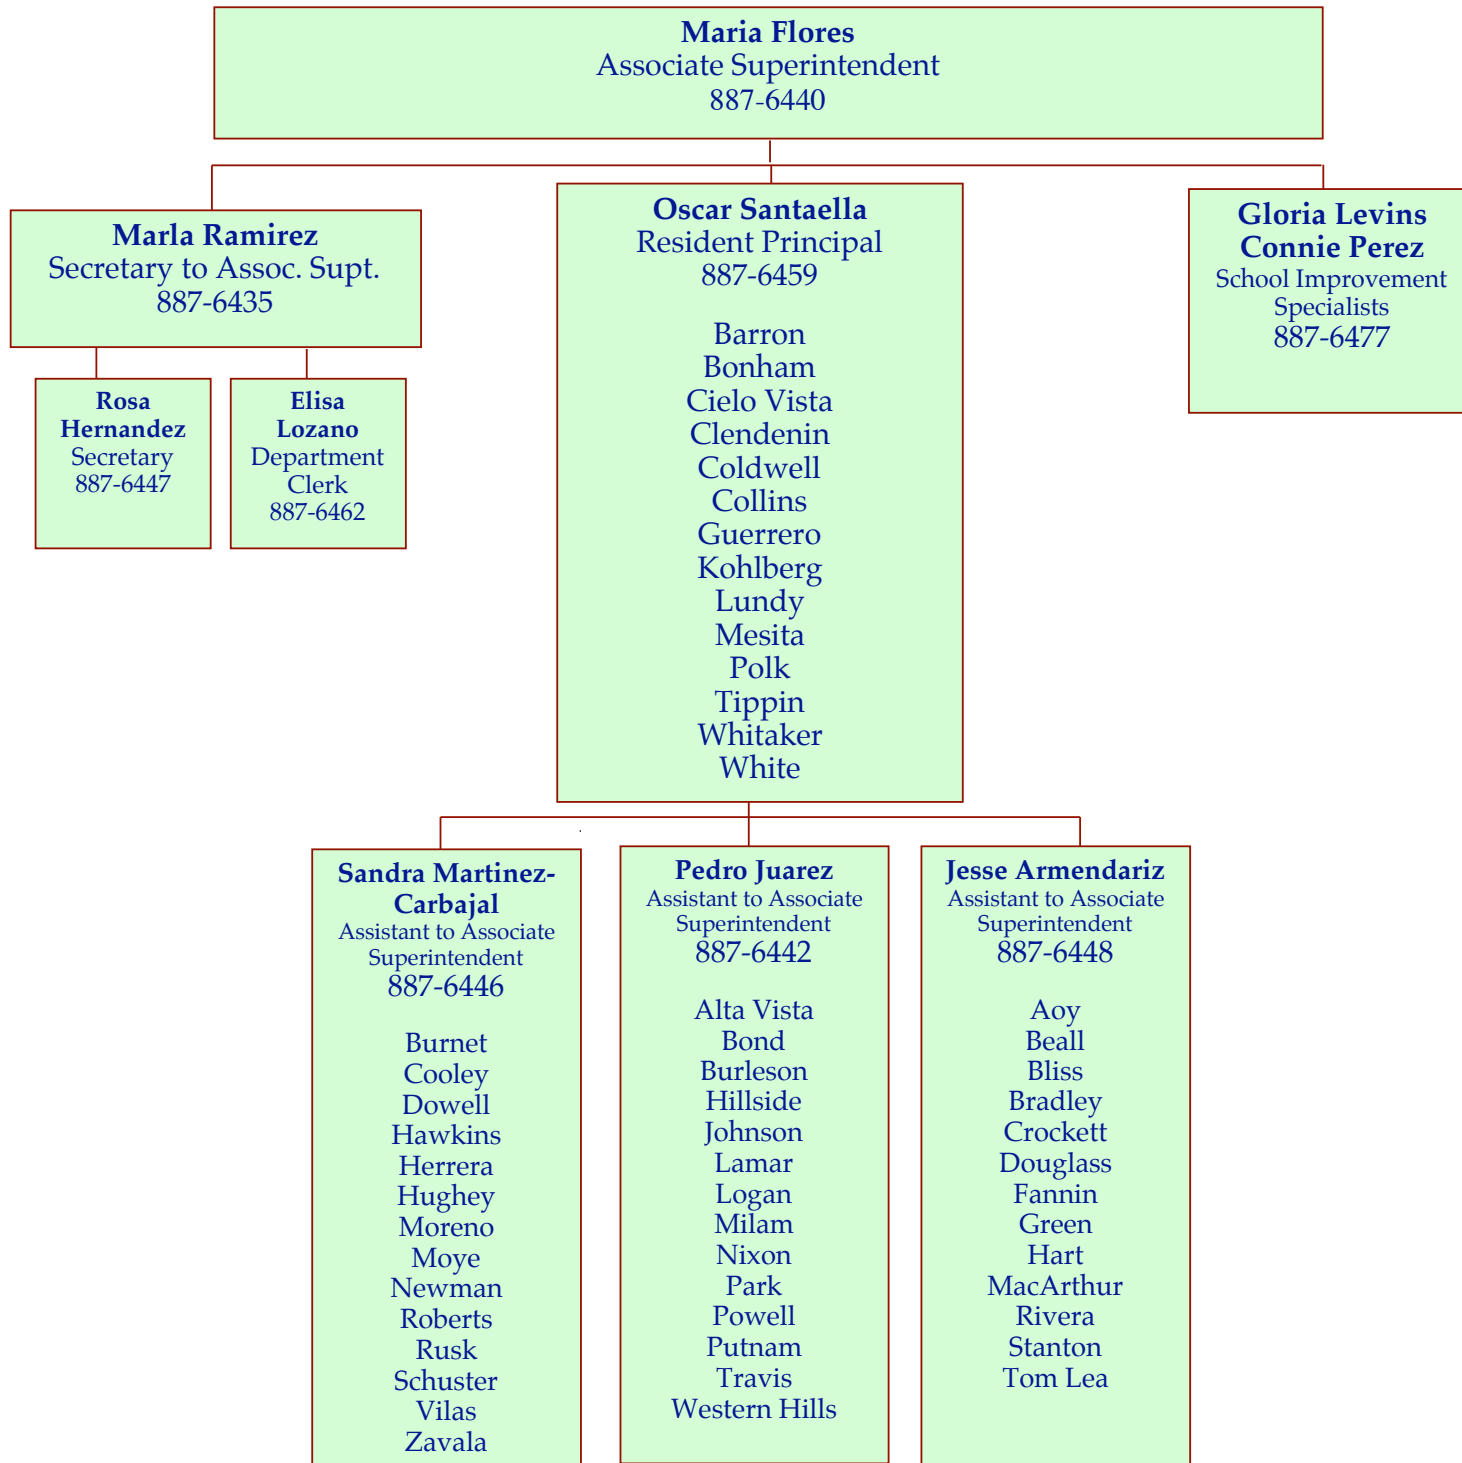 Maria Flores
Associate Superintendent
887-6440
Marla Ramirez
Secretary to Assoc. Supt.
887-6435
Rosa
Hernandez
Secretary
887-6447
Elisa
Lozano
Department
Clerk
887-6462
Oscar Santaella
Resident Principal
887-6459
Barron
Bonham
Cielo Vista
Clendenin
Coldwell
Collins
Guerrero
Kohlberg
Lundy
Mesita
Polk
Tippin
Whitaker
White
Gloria Levins
Connie Perez
School Improvement
Specialists
887-6477
Sandra Martinez-
Carbajal
Assistant to Associate
Superintendent
887-6446
Burnet
Cooley
Dowell
Hawkins
Herrera
Hughey
Moreno
Moye
Newman
Roberts
Rusk
Schuster
Vilas
Zavala
Pedro Juarez
Assistant to Associate
Superintendent
887-6442
Alta Vista
Bond
Burleson
Hillside
Johnson
Lamar
Logan
Milam
Nixon
Park
Powell
Putnam
Travis
Western Hills
Jesse Armendariz
Assistant to Associate
Superintendent
887-6448
Aoy
Beall
Bliss
Bradley
Crockett
Douglass
Fannin
Green
Hart
MacArthur
Rivera
Stanton
Tom Lea